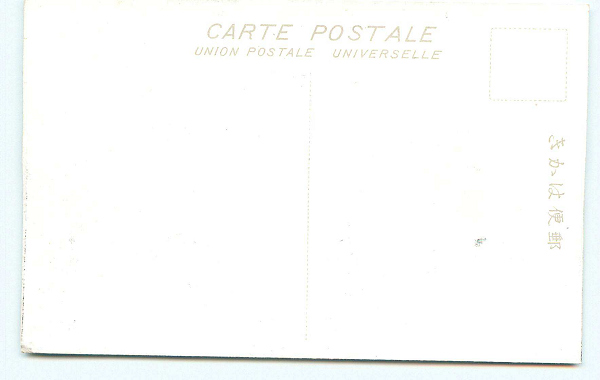 CARTE POSTALE
UNION POSTALE UNIVERSELLE
郵便はかき